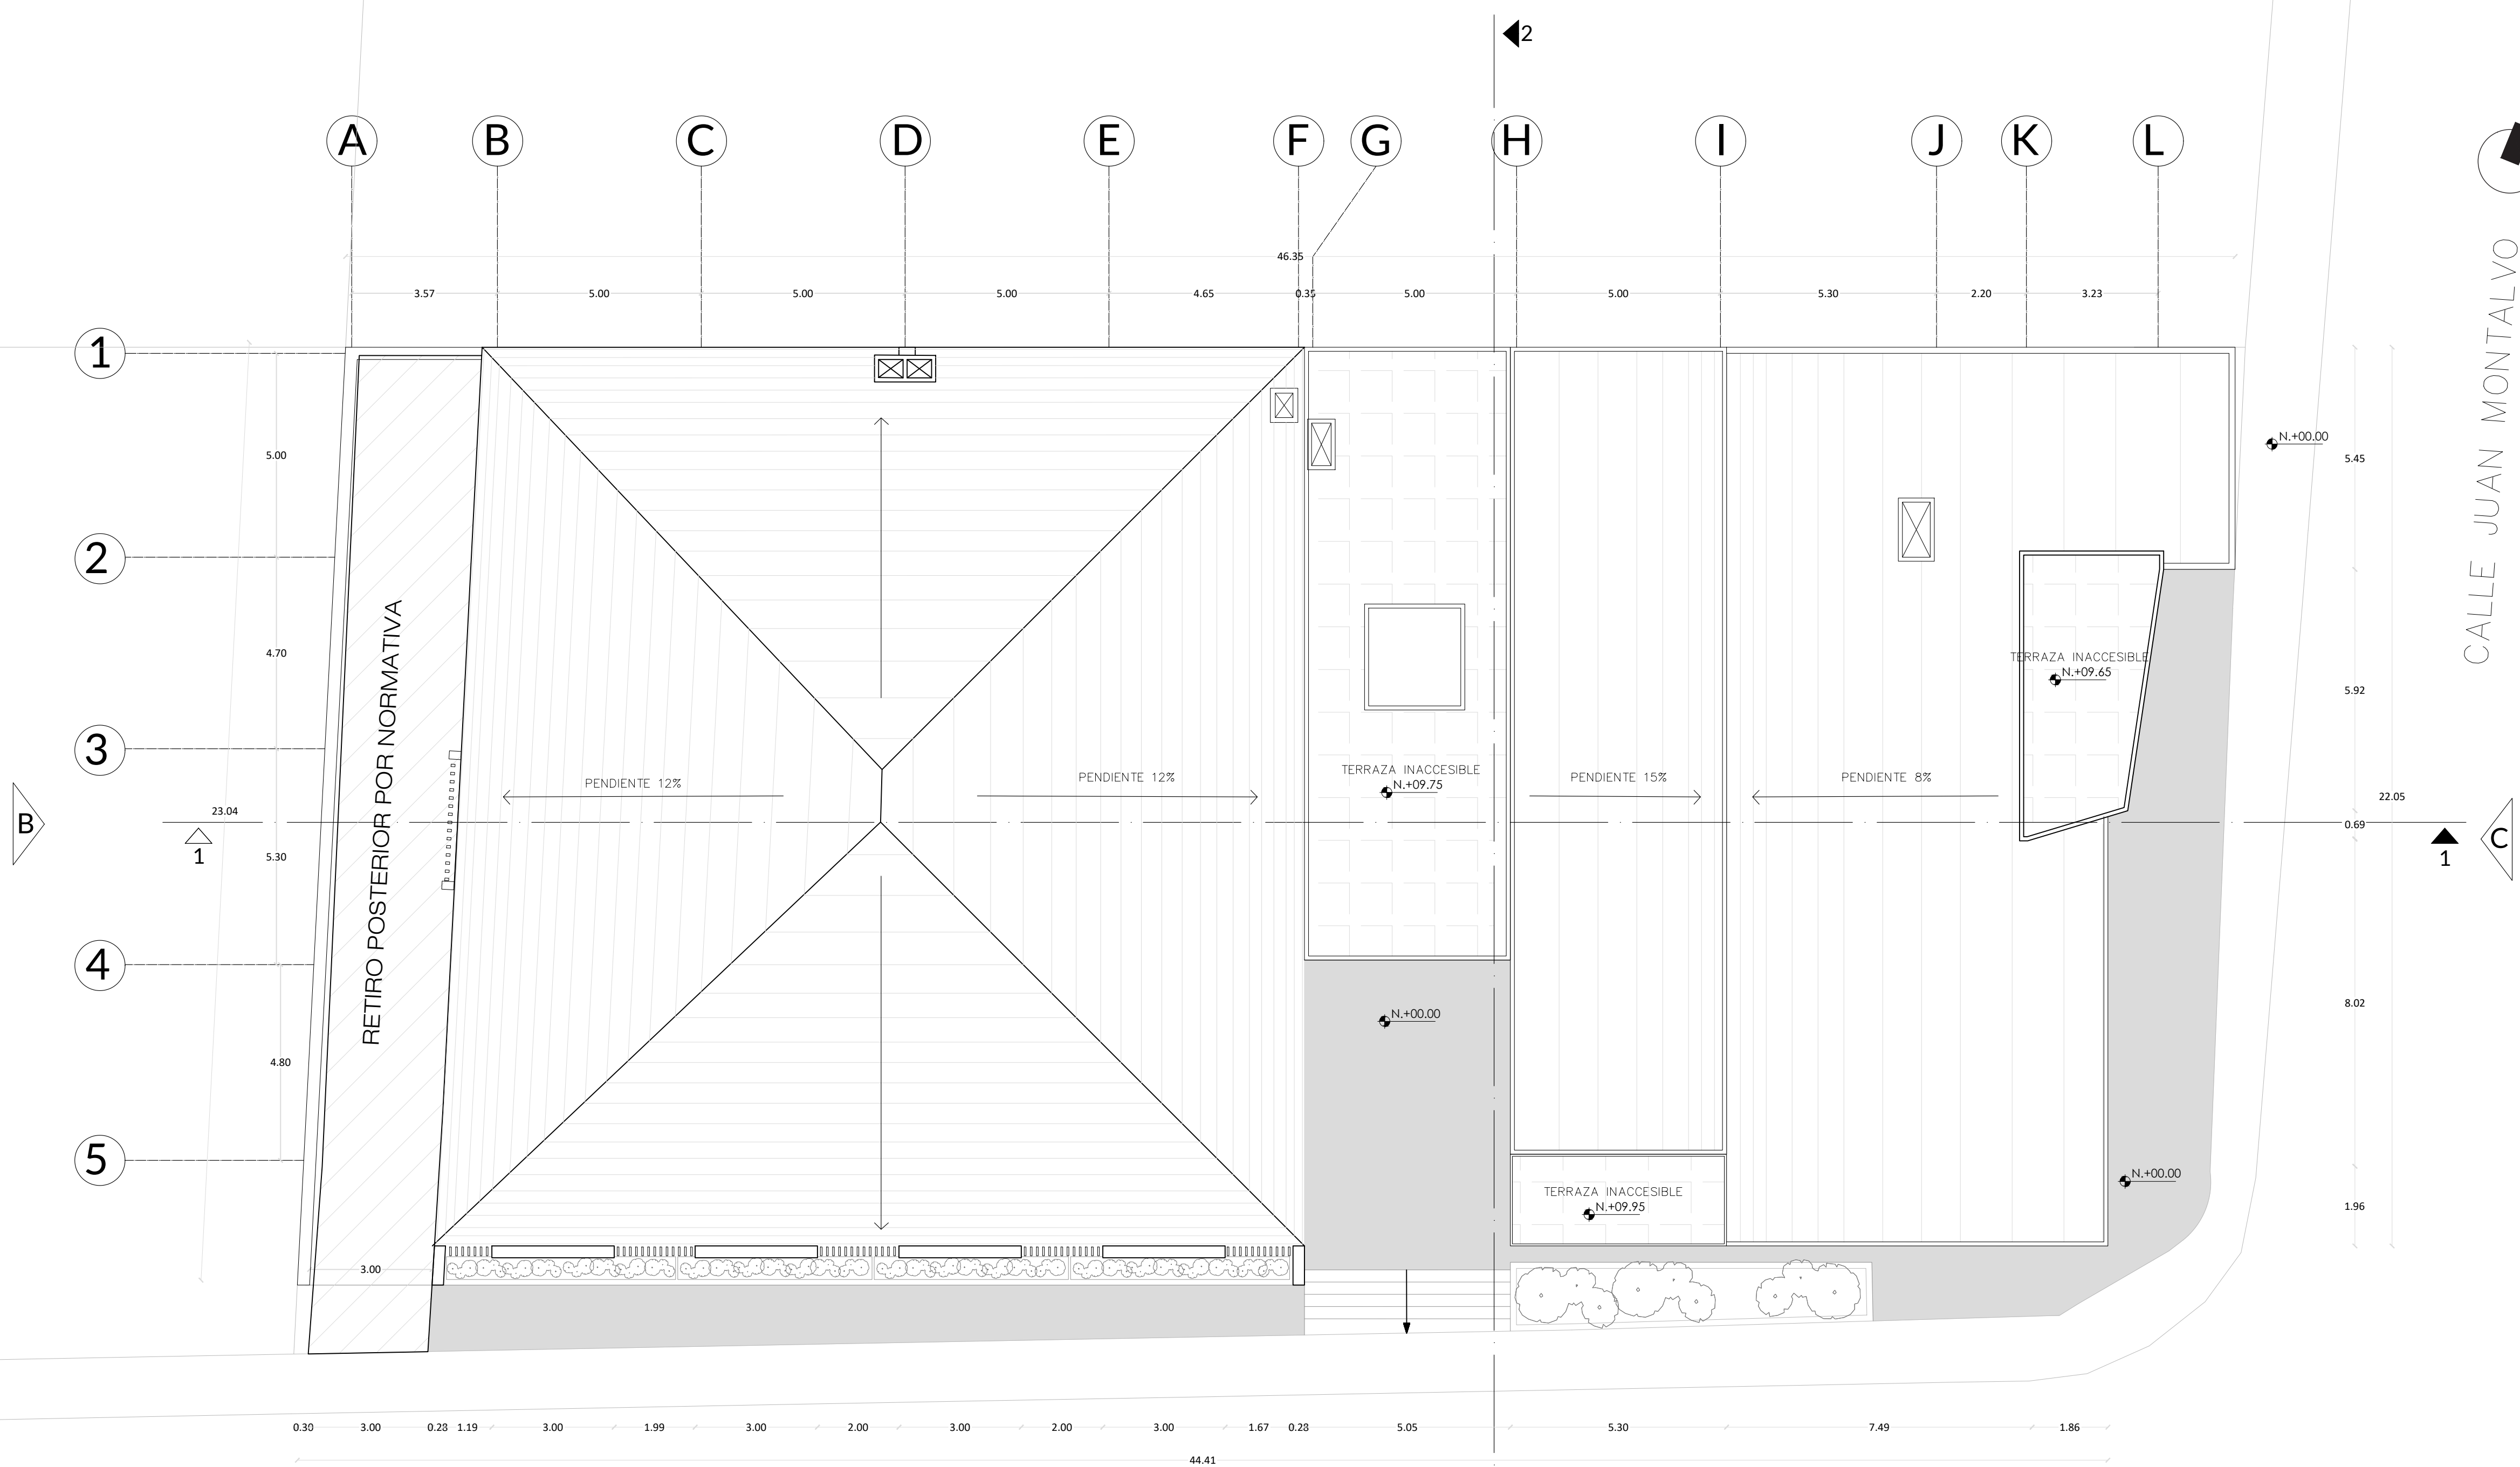 2
A B C D E F G H I J K L
46.35
3.57 5.00 5.00 5.00 4.65 0.35 5.00 5.00 5.30 2.20 3.23
1
2
3
4
5
5.00
4.70
5.30
4.80
23.04
B
1
RETIRO POSTERIOR POR NORMATIVA
3.00
PENDIENTE 12%
PENDIENTE 12%
TERRAZA INACCESIBLE
N.+09.75
PENDIENTE 15%
PENDIENTE 8%
TERRAZA INACCESIBLE
N.+09.65
N.+00.00
TERRAZA INACCESIBLE
N.+09.95
N.+00.00
N.+00.00
CALLE JUAN MONTALVO
5.45
5.92
0.69
8.02
1.96
22.05
1
C
0.30 3.00 0.28 1.19 3.00 1.99 3.00 2.00 3.00 2.00 3.00 1.67 0.28 5.05 5.30 7.49 1.86
44.41